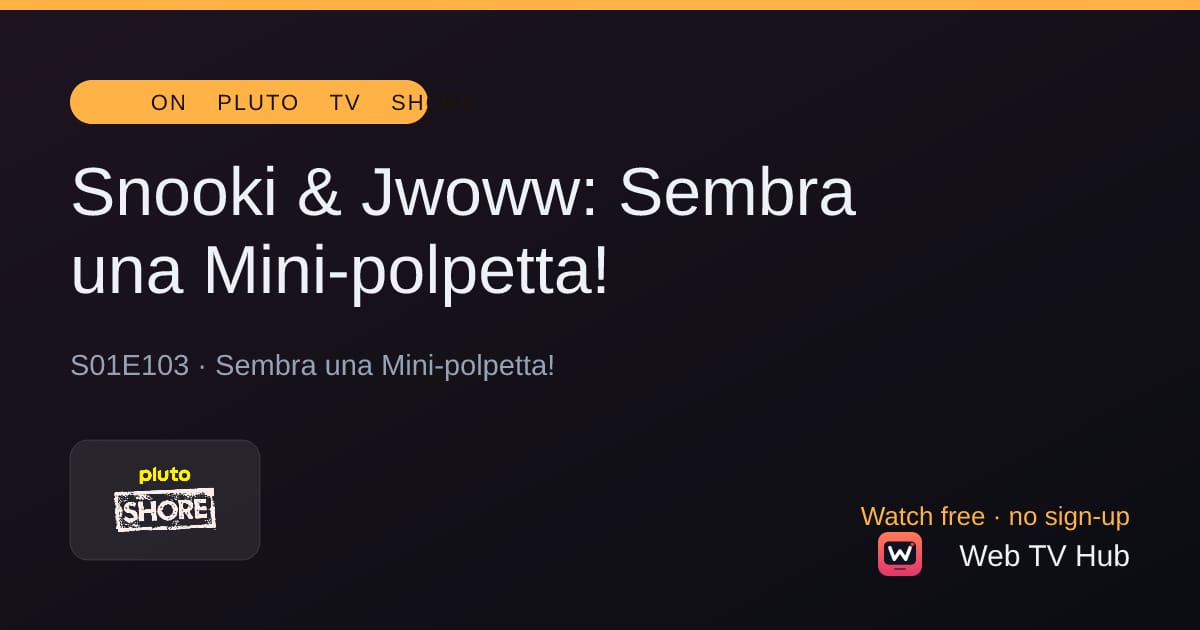 ON PLUTO TV SHORE
Snooki & Jwoww: Sembra
una Mini-polpetta!
S01E103 · Sembra una Mini-polpetta!
pluto
SHORE
Watch free · no sign-up
W
Web TV Hub